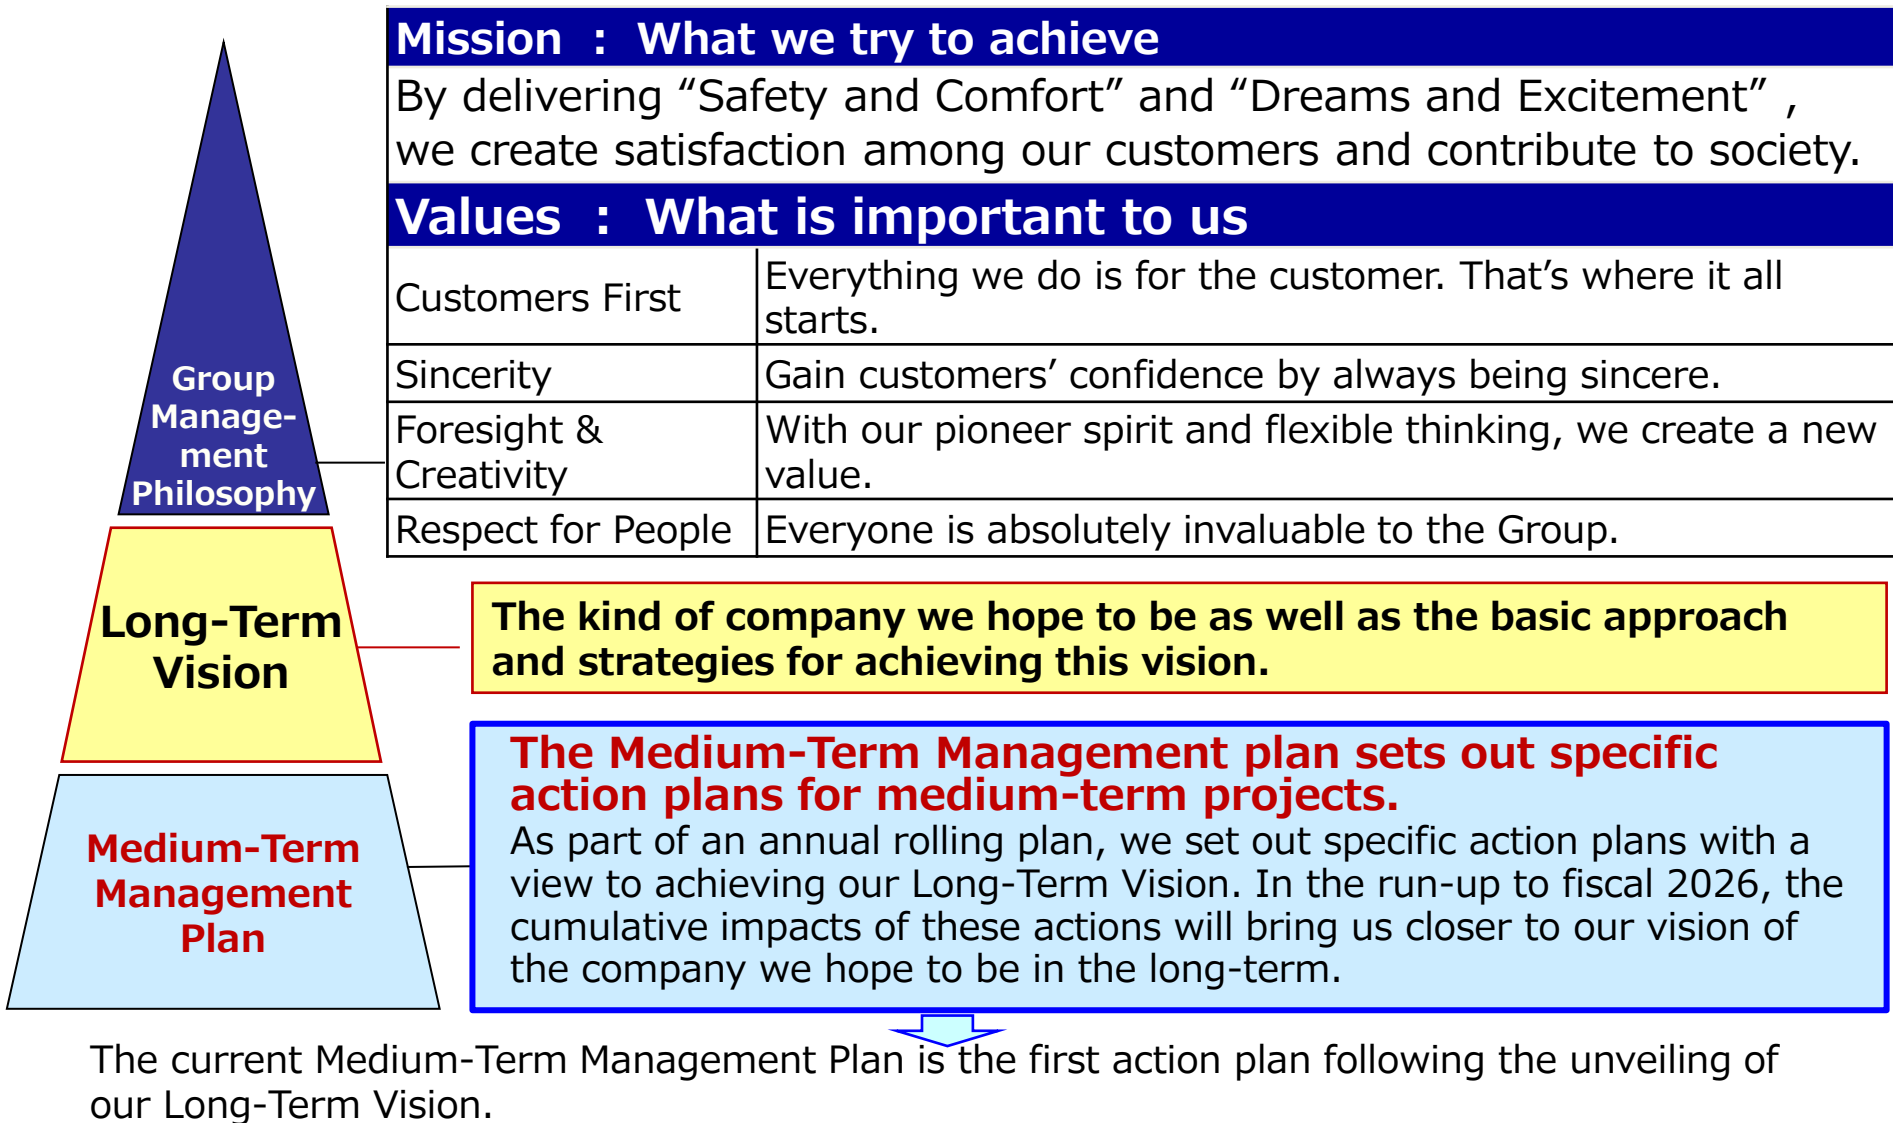 Mission : What we try to achieve
By delivering “Safety and Comfort” and “Dreams and Excitement” ,
we create satisfaction among our customers and contribute to society.
Values : What is important to us
Customers First
Everything we do is for the customer. That’s where it all
starts.
Sincerity
Gain customers’ confidence by always being sincere.
Foresight &
Creativity
With our pioneer spirit and flexible thinking, we create a new
value.
Respect for People
Everyone is absolutely invaluable to the Group.
Group
Manage-
ment
Philosophy
Long-Term
Vision
The kind of company we hope to be as well as the basic approach
and strategies for achieving this vision.
Medium-Term
Management
Plan
The Medium-Term Management plan sets out specific
action plans for medium-term projects.
As part of an annual rolling plan, we set out specific action plans with a
view to achieving our Long-Term Vision. In the run-up to fiscal 2026, the
cumulative impacts of these actions will bring us closer to our vision of
the company we hope to be in the long-term.
The current Medium-Term Management Plan is the first action plan following the unveiling of
our Long-Term Vision.